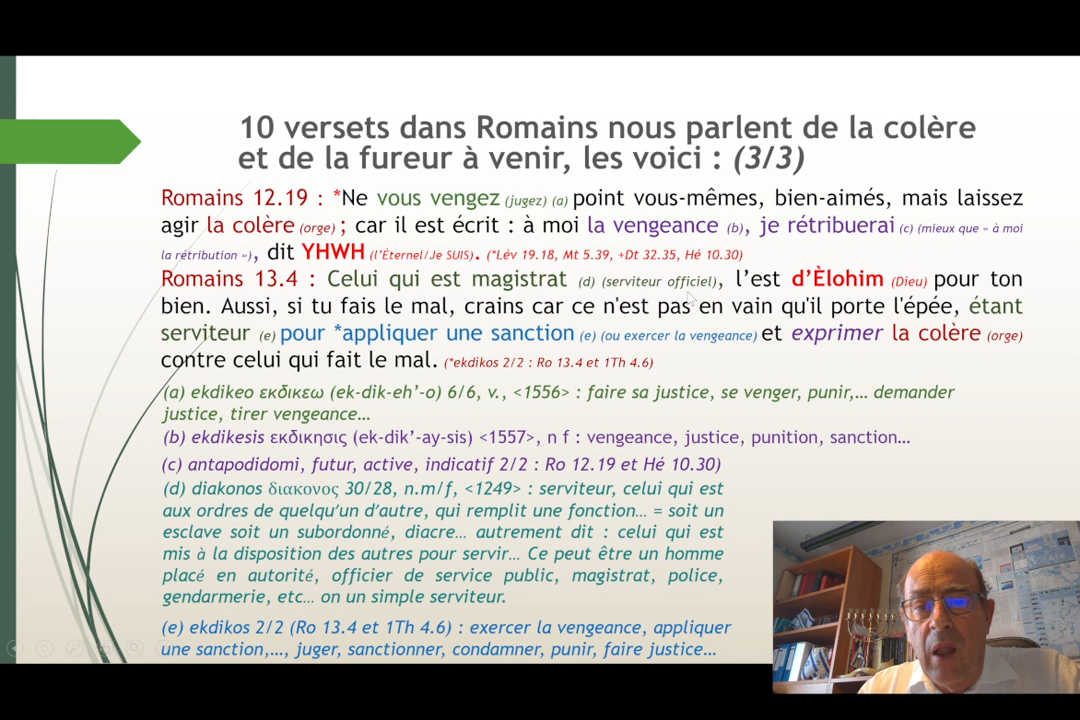 10 versets dans Romains nous parlent de la colère
et de la fureur à venir, les voici : (3/3)
Romains 12.19 : *Ne vous vengez (jugez) (a) point vous-mêmes, bien-aimés, mais laissez
agir la colère (orge) ; car il est écrit : à moi la vengeance (b), je rétribuerai (c) (mieux que « à moi
la rétribution »), dit YHWH (l'Éternel/Je SUIS). (*Lév 19.18, Mt 5.39, +Dt 32.35, Hé 10.30)
Romains 13.4 : Celui qui est magistrat (d) (serviteur officiel), l'est d'Èlohim (Dieu) pour ton
bien. Aussi, si tu fais le mal, crains car ce n'est pas en vain qu'il porte l'épée, étant
serviteur (e) pour *appliquer une sanction (e) (ou exercer la vengeance) et exprimer la colère (orge)
contre celui qui fait le mal. (*ekdikos 2/2 : Ro 13.4 et 1Th 4.6)
(a) ekdikeo εκδικεω (ek-dik-eh'-o) 6/6, v., <1556> : faire sa justice, se venger, punir,... demander
justice, tirer vengeance...
(b) ekdikesis εκδικησις (ek-dik'-ay-sis) <1557>, n f : vengeance, justice, punition, sanction...
(c) antapodidomi, futur, active, indicatif 2/2 : Ro 12.19 et Hé 10.30)
(d) diakonos διακονος 30/28, n.m/f, <1249> : serviteur, celui qui est
aux ordres de quelqu'un d'autre, qui remplit une fonction... = soit un
esclave soit un subordonné, diacre... autrement dit : celui qui est
mis à la disposition des autres pour servir... Ce peut être un homme
placé en autorité, officier de service public, magistrat, police,
gendarmerie, etc... on un simple serviteur.
(e) ekdikos 2/2 (Ro 13.4 et 1Th 4.6) : exercer la vengeance, appliquer
une sanction,..., juger, sanctionner, condamner, punir, faire justice...